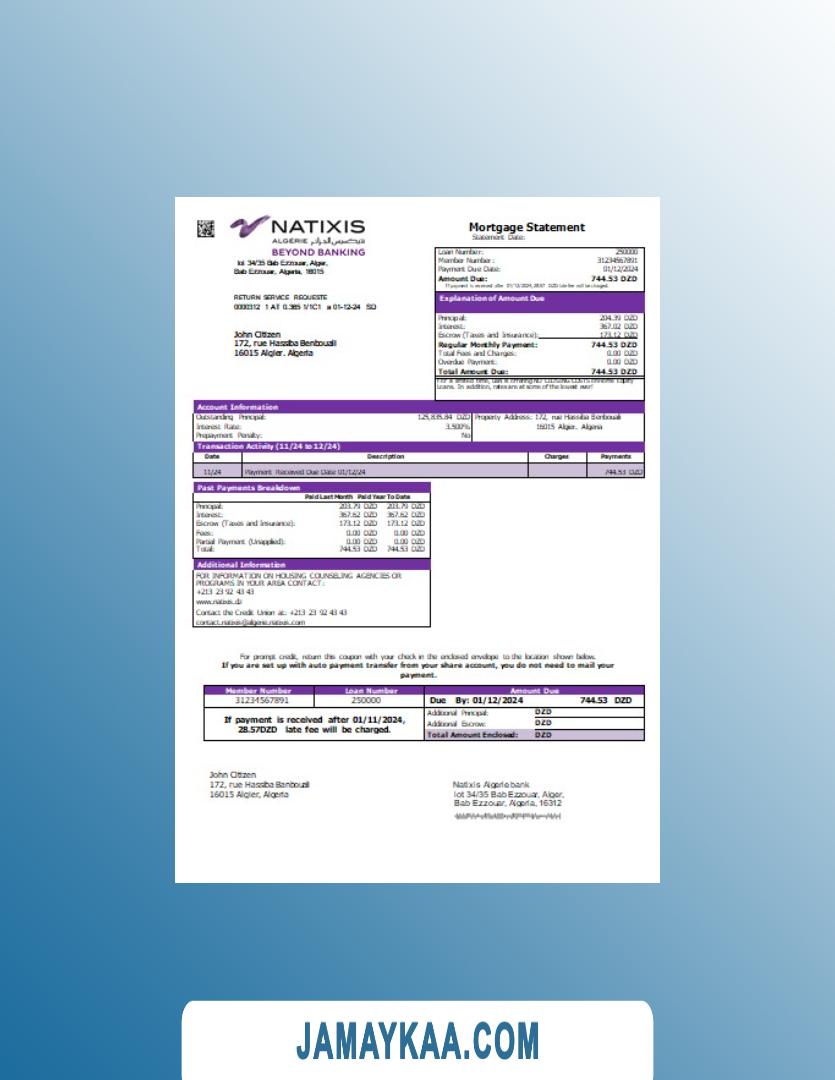 NATIXIS
ALGÉRIE نتيكسيس الجزائر
BEYOND BANKING
lot 34/35 Bab Ezzouar, Alger,
Bab Ezzouar, Algeria, 16015
Mortgage Statement
Statement Date:
Loan Number: 250000
Member Number: 31234567891
Payment Due Date: 01/12/2024
Amount Due: 744.53 DZD
If payment is received after 01/12/2024, 28.57 DZD late fee will be charged.
RETURN SERVICE REQUESTE
0000312 1 AT 0.365 1/1C1 a 01-12-24 SD
John Citizen
172, rue Hassiba Benbouali
16015 Algier. Algeria
Explanation of Amount Due
Principal: 204.39 DZD
Interest: 367.02 DZD
Escrow (Taxes and Insurance): 173.12 DZD
Regular Monthly Payment: 744.53 DZD
Total Fees and Charges: 0.00 DZD
Overdue Payment: 0.00 DZD
Total Amount Due: 744.53 DZD
For a limited time, is offering NO CLOSING COSTS on Home Equity
Loans. In addition, rates are at some of the lowest ever!
Account Information
Outstanding Principal: 125,835.84 DZD
Interest Rate: 3.500%
Prepayment Penalty: No
Property Address: 172, rue Hassiba Benbouali
16015 Algier. Algeria
Transaction Activity (11/24 to 12/24)
Date Description Charges Payments
11/24 Payment Received Due Date 01/12/24 744.53 DZD
Past Payments Breakdown
Paid Last Month Paid Year To Date
Principal: 203.79 DZD 203.79 DZD
Interest: 367.62 DZD 367.62 DZD
Escrow (Taxes and Insurance): 173.12 DZD 173.12 DZD
Fees: 0.00 DZD 0.00 DZD
Partial Payment (Unapplied): 0.00 DZD 0.00 DZD
Total: 744.53 DZD 744.53 DZD
Additional Information
FOR INFORMATION ON HOUSING COUNSELING AGENCIES OR
PROGRAMS IN YOUR AREA CONTACT:
+213 23 92 43 43
www.natixis.dz
Contact the Credit Union at: +213 23 92 43 43
contact.natixis@algerie.natixis.com
For prompt credit, return this coupon with your check in the enclosed envelope to the location shown below.
If you are set up with auto payment transfer from your share account, you do not need to mail your
payment.
Member Number Loan Number Amount Due
31234567891 250000 Due By: 01/12/2024 744.53 DZD
If payment is received after 01/11/2024,
28.57DZD late fee will be charged.
Additional Principal: DZD
Additional Escrow: DZD
Total Amount Enclosed: DZD
John Citizen
172, rue Hassiba Benbouali
16015 Algier, Algeria
Natixis Algerie bank
lot 34/35 Bab Ezzouar, Alger,
Bab Ezzouar, Algeria, 16312
JAMAYKAA.COM